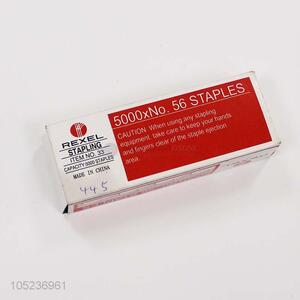 REXEL
STAPLING
ITEM NO. 33
CAPACITY 5000 STAPLES
MADE IN CHINA
445
5000xNo. 56 STAPLES
CAUTION: When using any stapling
equipment, take care to keep your hands
and fingers clear of the staple ejection
area.
105236961